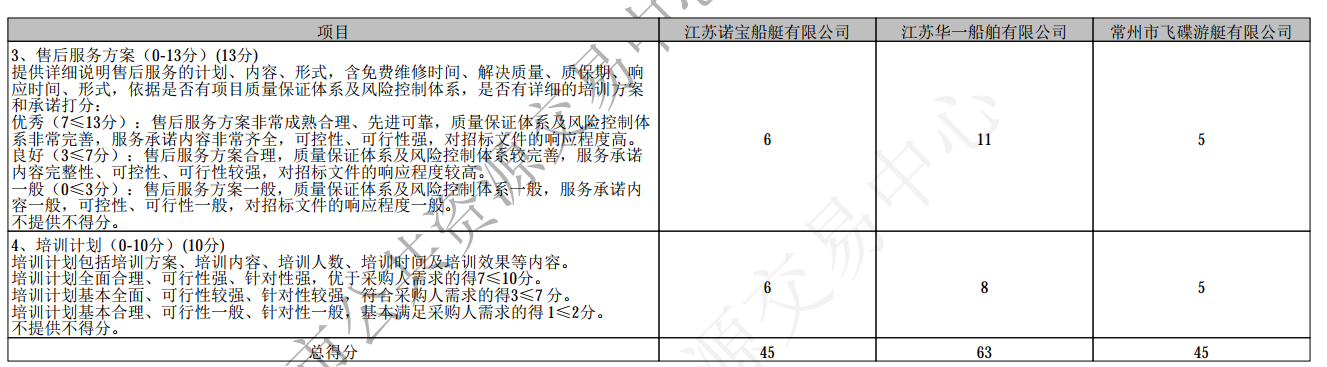 项目 江苏诺宝船艇有限公司 江苏华一船舶有限公司 常州市飞碟游艇有限公司
3、售后服务方案（0-13分）(13分)
提供详细说明售后服务的计划、内容、形式，含免费维修时间、解决质量、质保期、响
应时间、形式，依据是否有项目质量保证体系及风险控制体系，是否有详细的培训方案
和承诺打分：
优秀（7≤13分）：售后服务方案非常成熟合理、先进可靠，质量保证体系及风险控制体
系非常完善，服务承诺内容非常齐全，可控性、可行性强，对招标文件的响应程度高。
良好（3≤7分）：售后服务方案合理，质量保证体系及风险控制体系较完善，服务承诺
内容完整性、可控性、可行性较强，对招标文件的响应程度较高。
一般（0≤3分）：售后服务方案一般，质量保证体系及风险控制体系一般，服务承诺内
容一般，可控性、可行性一般，对招标文件的响应程度一般。
不提供不得分。
6 11 5
4、培训计划（0-10分）(10分)
培训计划包括培训方案、培训内容、培训人数、培训时间及培训效果等内容。
培训计划全面合理、可行性强、针对性强，优于采购人需求的得7≤10分。
培训计划基本全面、可行性较强、针对性较强，符合采购人需求的得3≤7 分。
培训计划基本合理、可行性一般、针对性一般，基本满足采购人需求的得 1≤2分。
不提供不得分。
6 8 5
总得分 45 63 45
市公共资源交易中心
源交易中心